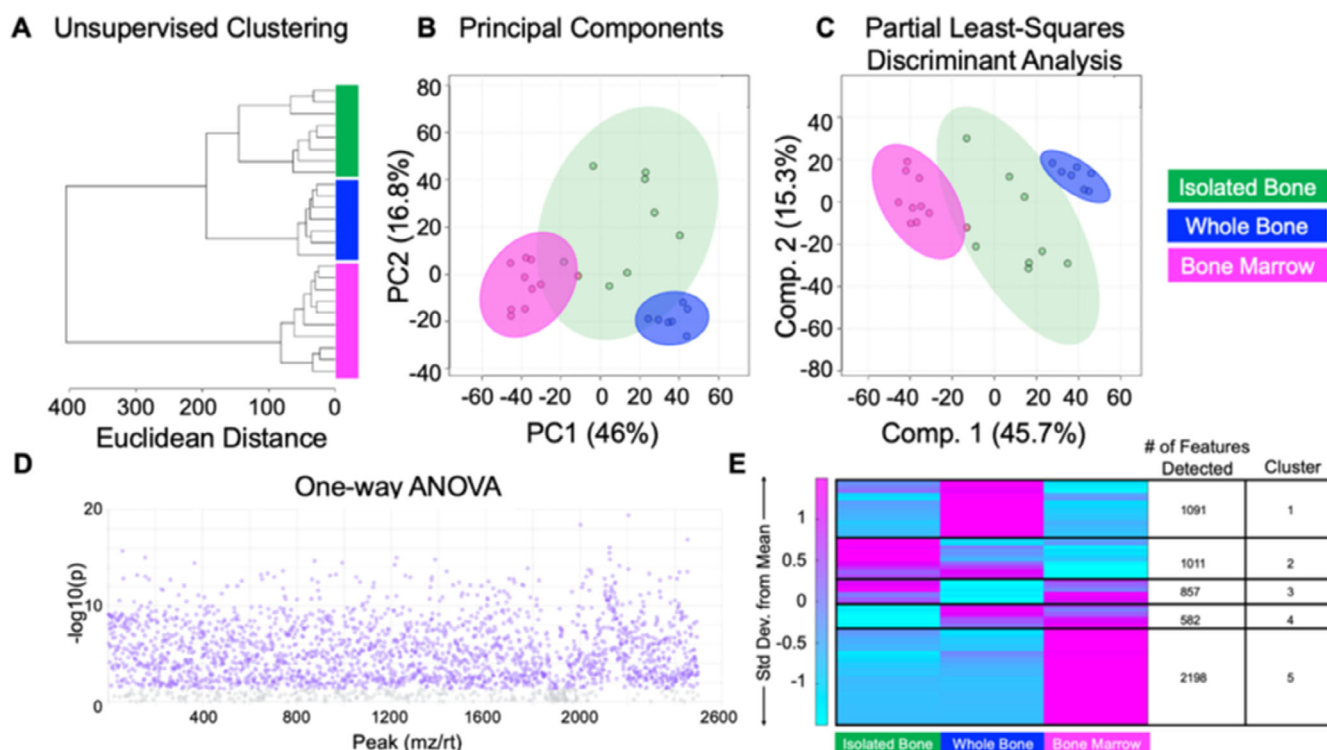 A Unsupervised Clustering
400 300 200 100 0
Euclidean Distance
B Principal Components
PC2 (16.8%)
80
60
40
20
0
-20
-40
-60 -40 -20 0 20 40 60
PC1 (46%)
C Partial Least-Squares
Discriminant Analysis
Comp. 2 (15.3%)
40
20
0
-20
-40
-60
-80
-60 -40 -20 0 20 40 60
Comp. 1 (45.7%)
Isolated Bone
Whole Bone
Bone Marrow
D
One-way ANOVA
-log10(p)
20
10
0
400 800 1200 1600 2000 2600
Peak (mz/rt)
E
Std Dev. from Mean
1
0.5
0
-0.5
-1
# of Features
Detected Cluster
1091 1
1011 2
857 3
582 4
2198 5
Isolated Bone Whole Bone Bone Marrow